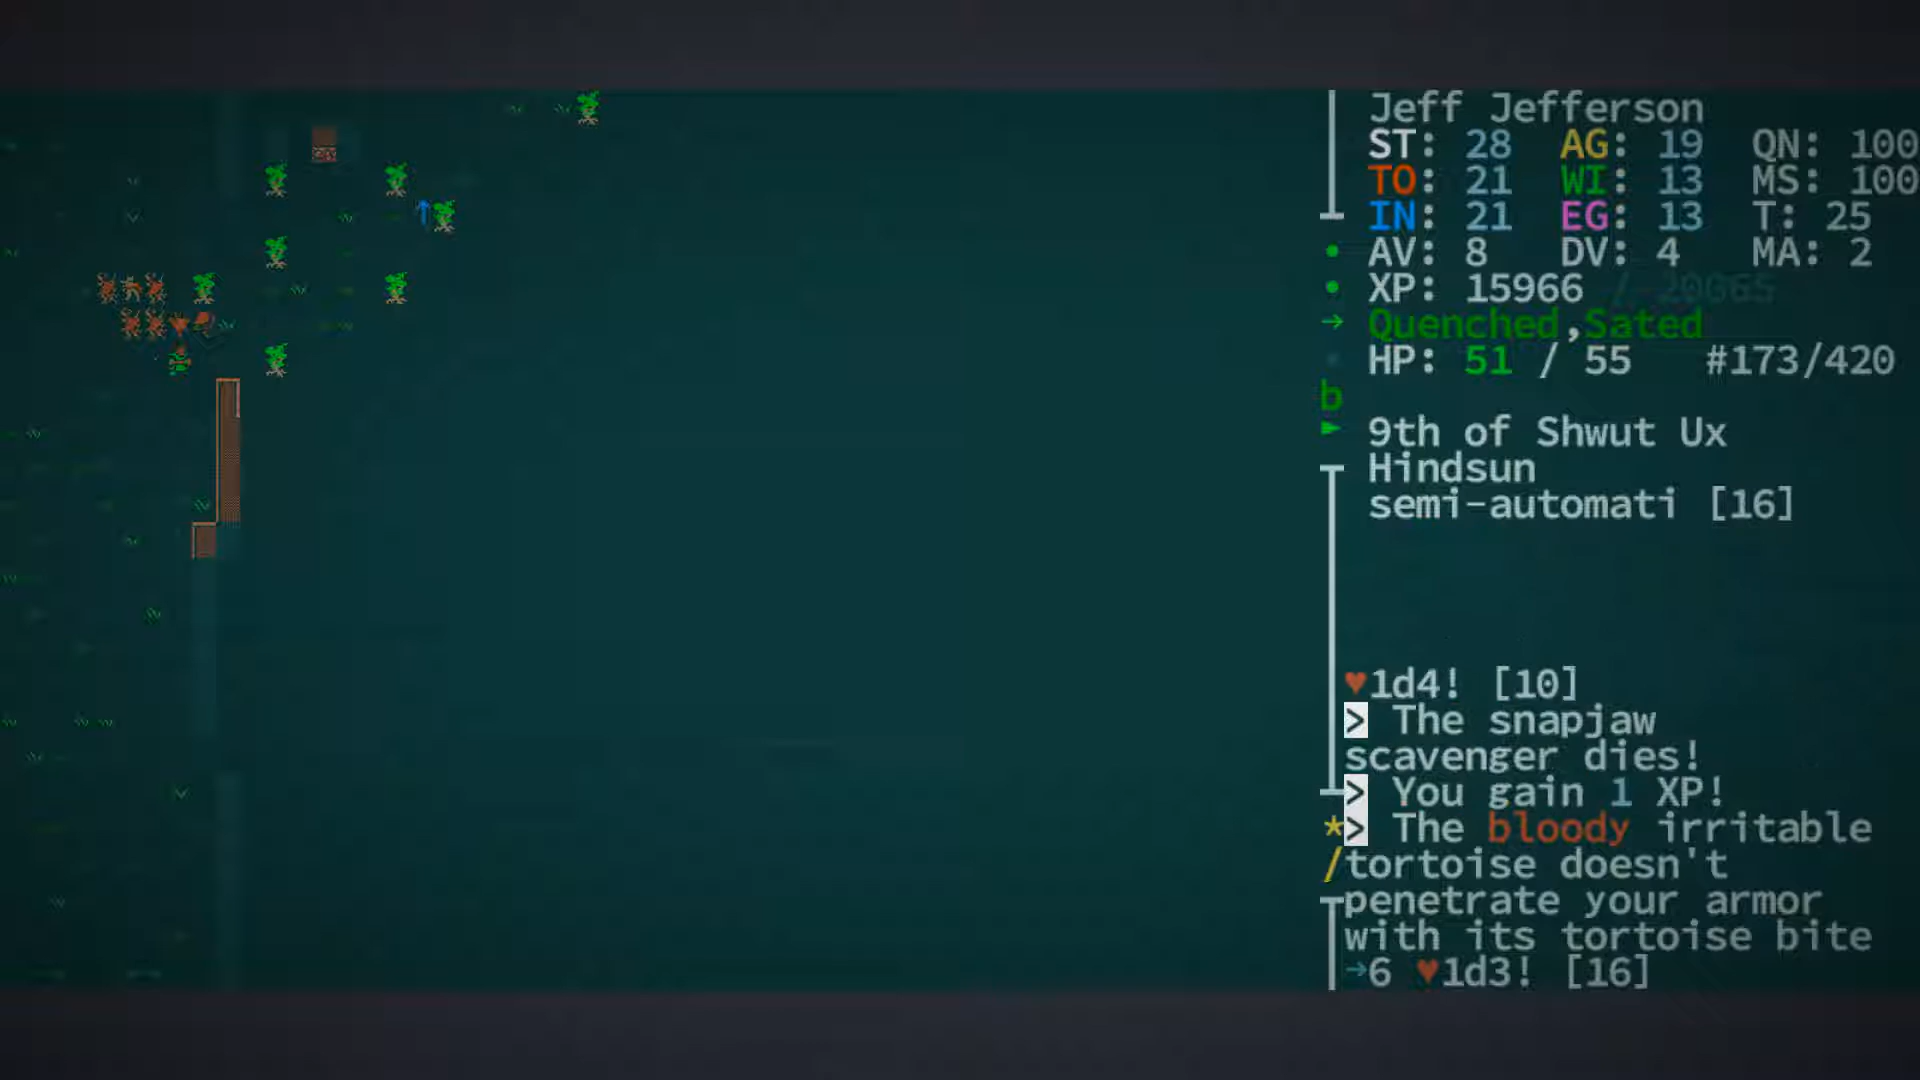 Jeff Jefferson
ST: 28 AG: 19 QN: 100
TO: 21 WI: 13 MS: 100
IN: 21 EG: 13 T: 25
AV: 8 DV: 4 MA: 2
XP: 15966 / 20065
Quenched,Sated
HP: 51 / 55 #173/420
b
9th of Shwut Ux
Hindsun
semi-automati [16]
♥1d4! [10]
> The snapjaw
scavenger dies!
> You gain 1 XP!
*> The bloody irritable
/tortoise doesn't
penetrate your armor
with its tortoise bite
→6 ♥1d3! [16]